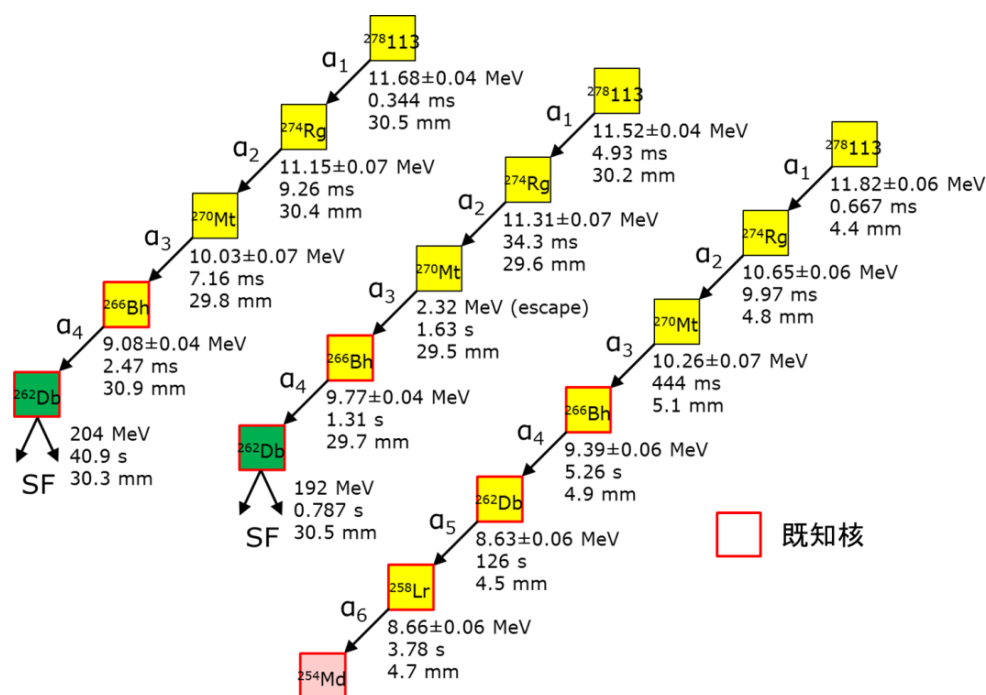 ²⁷⁸113
α₁
11.68±0.04 MeV
0.344 ms
30.5 mm
²⁷⁴Rg
α₂
11.15±0.07 MeV
9.26 ms
30.4 mm
²⁷⁰Mt
α₃
10.03±0.07 MeV
7.16 ms
29.8 mm
²⁶⁶Bh
α₄
9.08±0.04 MeV
2.47 ms
30.9 mm
²⁶²Db
204 MeV
40.9 s
30.3 mm
SF
²⁷⁸113
α₁
11.52±0.04 MeV
4.93 ms
30.2 mm
²⁷⁴Rg
α₂
11.31±0.07 MeV
34.3 ms
29.6 mm
²⁷⁰Mt
α₃
2.32 MeV (escape)
1.63 s
29.5 mm
²⁶⁶Bh
α₄
9.77±0.04 MeV
1.31 s
29.7 mm
²⁶²Db
192 MeV
0.787 s
30.5 mm
SF
²⁷⁸113
α₁
11.82±0.06 MeV
0.667 ms
4.4 mm
²⁷⁴Rg
α₂
10.65±0.06 MeV
9.97 ms
4.8 mm
²⁷⁰Mt
α₃
10.26±0.07 MeV
444 ms
5.1 mm
²⁶⁶Bh
α₄
9.39±0.06 MeV
5.26 s
4.9 mm
²⁶²Db
α₅
8.63±0.06 MeV
126 s
4.5 mm
²⁵⁸Lr
α₆
8.66±0.06 MeV
3.78 s
4.7 mm
²⁵⁴Md
既知核